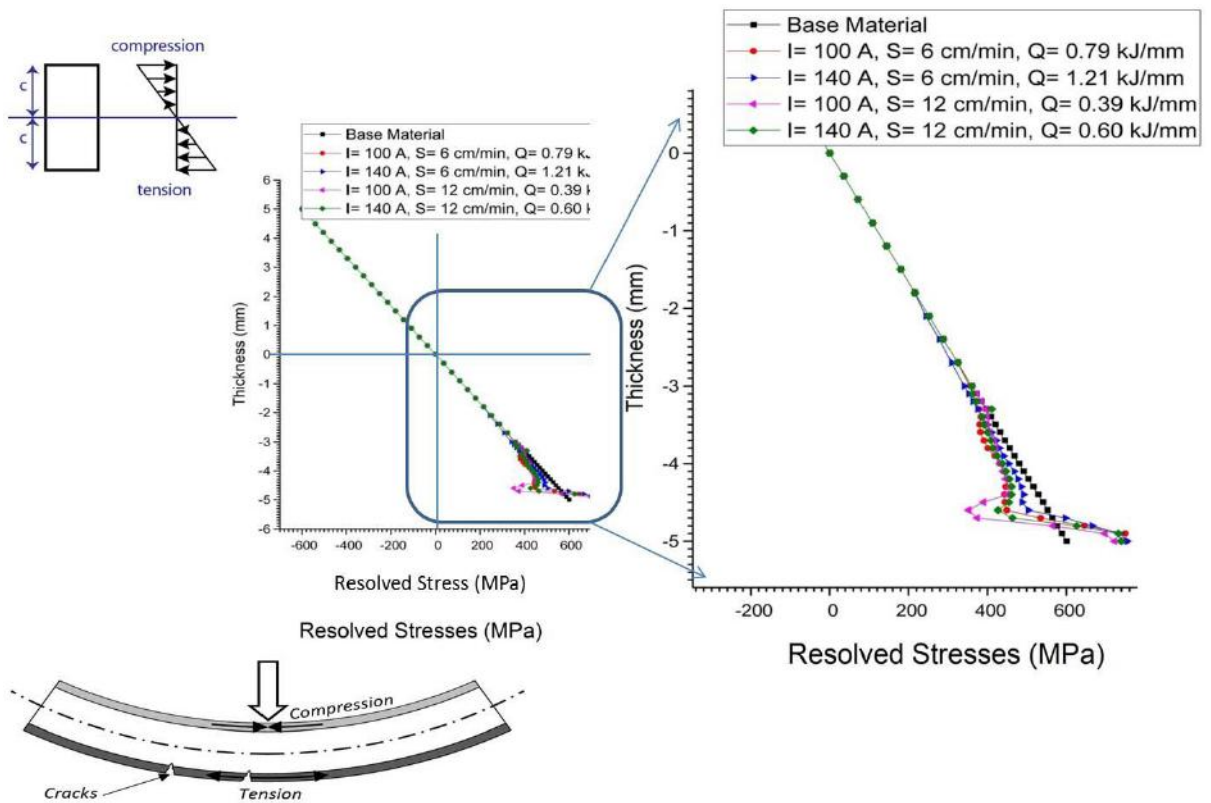 compression
c
c
tension
Base Material
I= 100 A, S= 6 cm/min, Q= 0.79 kJ
I= 140 A, S= 6 cm/min, Q= 1.21 kJ
I= 100 A, S= 12 cm/min, Q= 0.39 k
I= 140 A, S= 12 cm/min, Q= 0.60 k
6
5
4
3
2
1
0
-1
-2
-3
-4
-5
-6
Thickness (mm)
-600 -400 -200 0 200 400 600
Resolved Stress (MPa)
Resolved Stresses (MPa)
Base Material
I= 100 A, S= 6 cm/min, Q= 0.79 kJ/mm
I= 140 A, S= 6 cm/min, Q= 1.21 kJ/mm
I= 100 A, S= 12 cm/min, Q= 0.39 kJ/mm
I= 140 A, S= 12 cm/min, Q= 0.60 kJ/mm
0
-1
-2
-3
-4
-5
Thickness (mm)
-200 0 200 400 600
Resolved Stresses (MPa)
Compression
Cracks
Tension